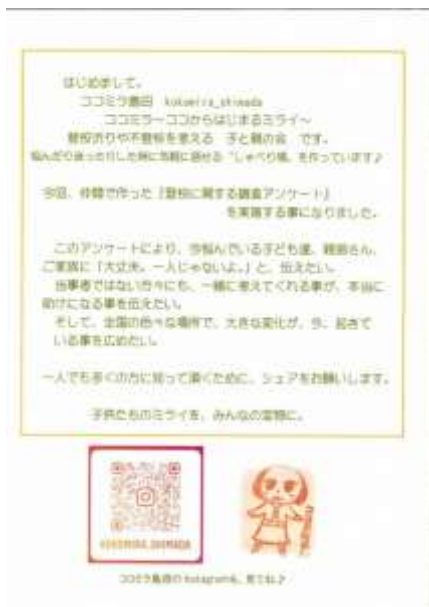 はじめまして。
ココミラ島田 kokomira_shimada
ココミラ～ココからはじまるミライ～
登校渋りや不登校を考える 子と親の会 です。
悩んだり迷ったりした時に気軽に話せる“しゃべり場”を作っています♪
今回、仲間で作った『登校に関する調査アンケート』
を実施する事になりました。
このアンケートにより、今悩んでいる子ども達、親御さん、
ご家族に「大丈夫。一人じゃないよ。」と、伝えたい。
当事者ではない方々にも、一緒に考えてくれる事が、本当に
助けになる事を伝えたい。
そして、全国の色々な場所で、大きな変化が、今、起きて
いる事を広めたい。
一人でも多くの方に知って頂くために、シェアをお願いします。
子供たちのミライを、みんなの宝物に。
KOKOMIRA_SHIMADA
ココミラ島田のInstagramも、見てね♪